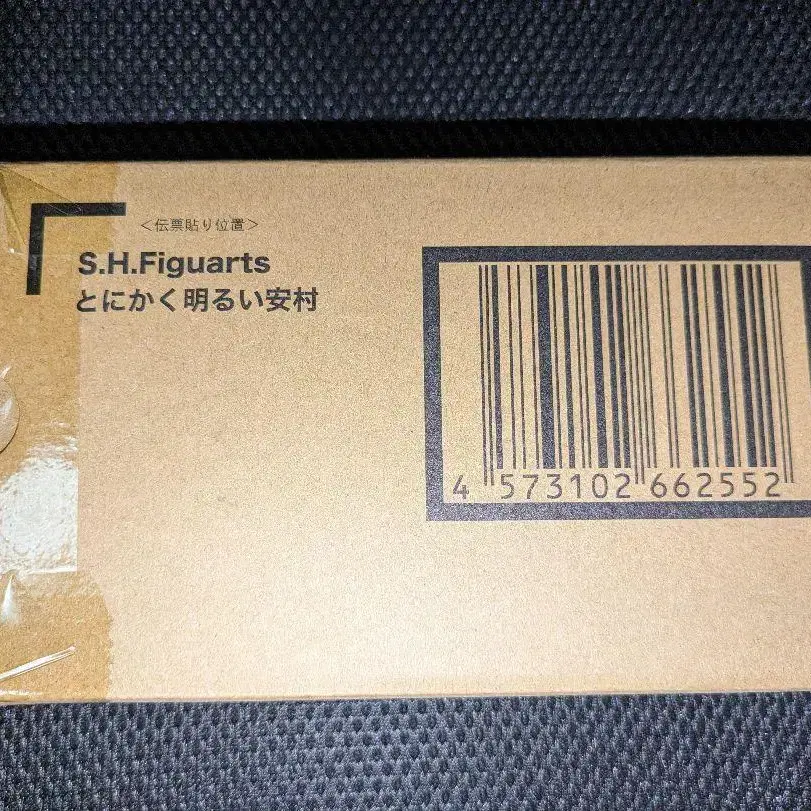 ＜伝票貼り位置＞
S.H.Figuarts
とにかく明るい安村
4 573102 662552